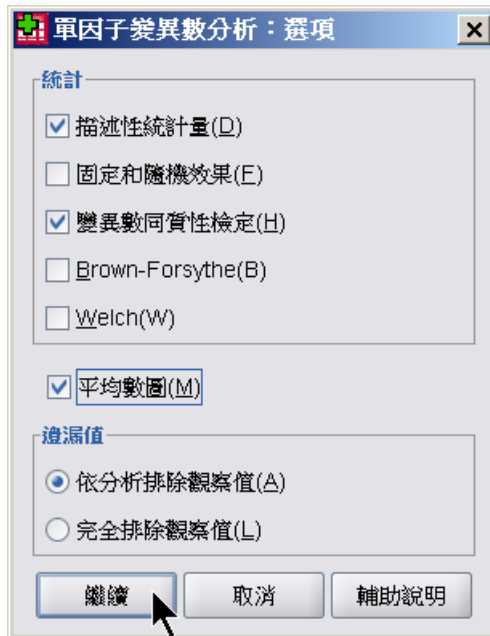 單因子變異數分析：選項
統計
描述性統計量(D)
固定和隨機效果(F)
變異數同質性檢定(H)
Brown-Forsythe(B)
Welch(W)
平均數圖(M)
遺漏值
依分析排除觀察值(A)
完全排除觀察值(L)
繼續
取消
輔助說明